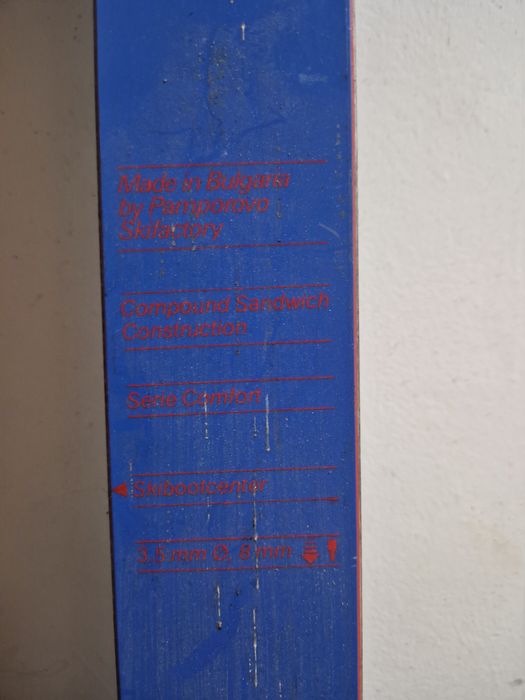 Made in Bulgaria
by Pamporovo
Skifactory
Compound Sandwich
Construction
Serie Comfort
Skibootcenter
3.5 mm Ø, 8 mm